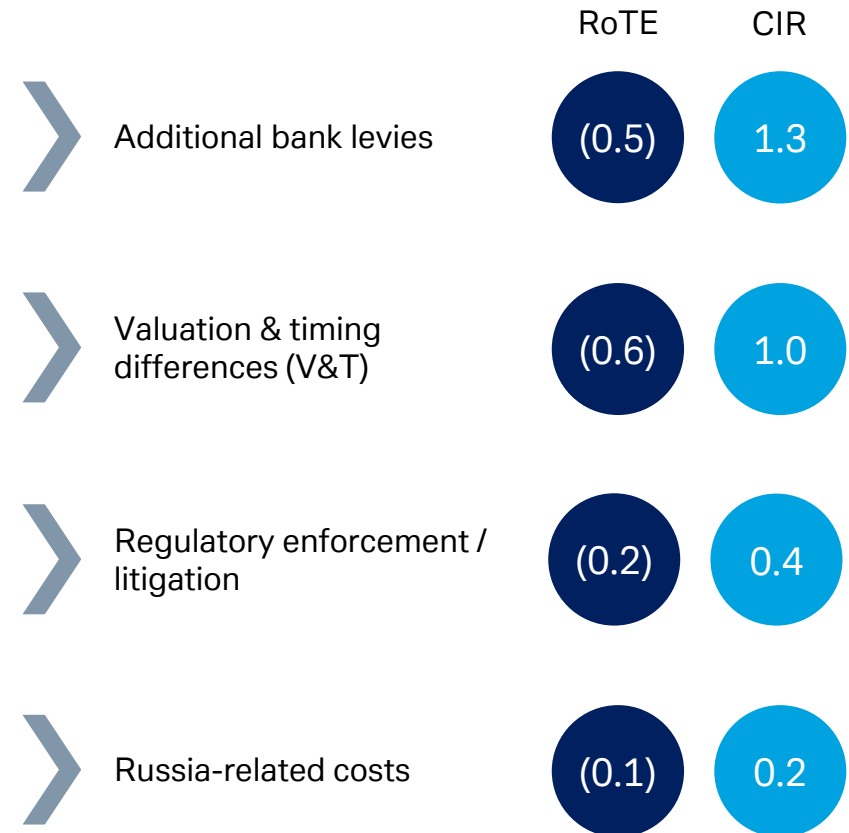 RoTE CIR
Additional bank levies (0.5) 1.3
Valuation & timing
differences (V&T) (0.6) 1.0
Regulatory enforcement /
litigation (0.2) 0.4
Russia-related costs (0.1) 0.2